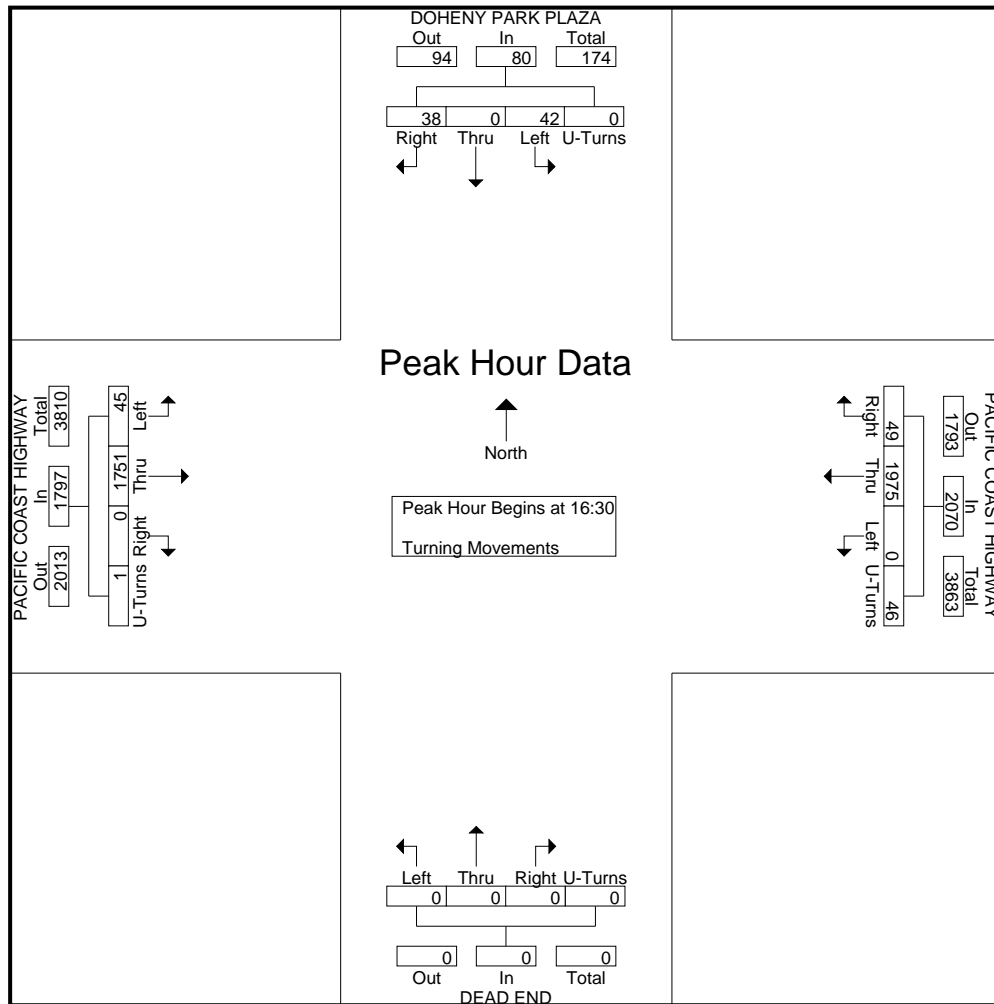 DOHENY PARK PLAZA
Out In Total
94 80 174
38 0 42 0
Right Thru Left U-Turns
Peak Hour Data
North
Peak Hour Begins at 16:30
Turning Movements
PACIFIC COAST HIGHWAY
Out In Total
2013 1797 3810
1 0 1751 45
U-Turns Right Thru Left
PACIFIC COAST HIGHWAY
Out In Total
1793 2070 3863
49 1975 0 46
Right Thru Left U-Turns
Left Thru Right U-Turns
0 0 0 0
0 0 0
Out In Total
DEAD END